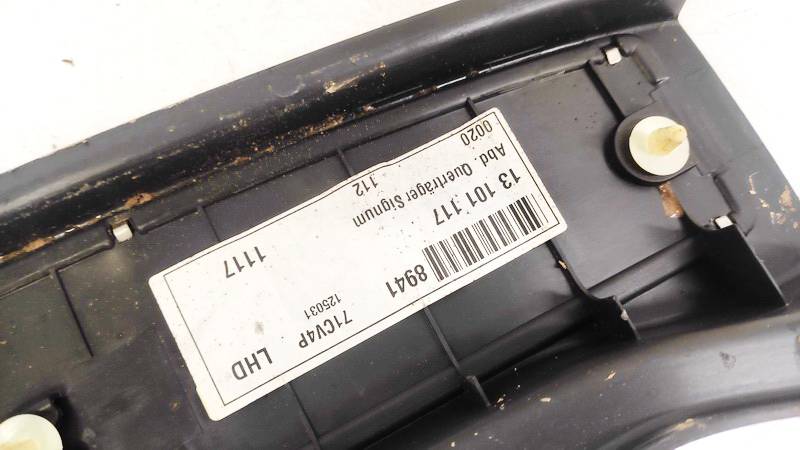 8941 71CV4P LHD
125031
13 101 117
Abd. Querträger Signum 1117
0020 112